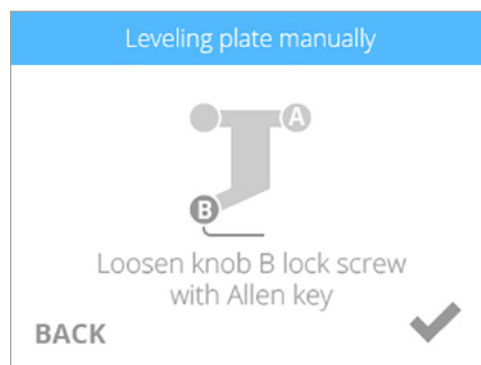 Leveling plate manually
A
B
Loosen knob B lock screw
with Allen key
BACK